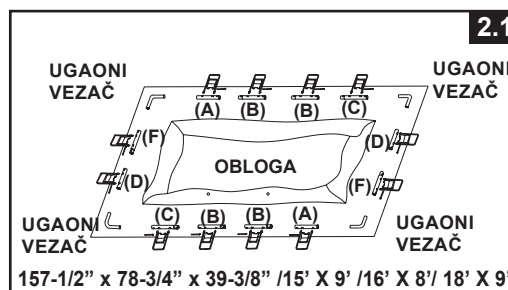 2.1
UGAONI
VEZAČ
UGAONI
VEZAČ
(A) (B) (B) (C)
(F) (D)
OBLOGA
(D) (F)
(C) (B) (B) (A)
UGAONI
VEZAČ
UGAONI
VEZAČ
157-1/2” x 78-3/4” x 39-3/8” /15’ X 9’ /16’ X 8’/ 18’ X 9’